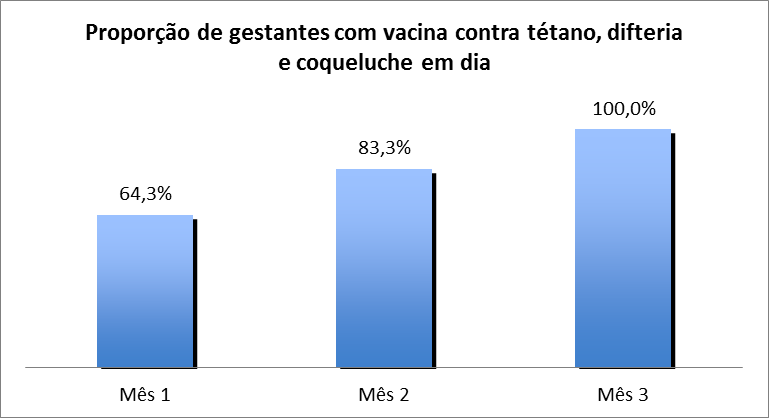 Proporção de gestantes com vacina contra tétano, difteria
e coqueluche em dia
64,3%
83,3%
100,0%
Mês 1
Mês 2
Mês 3